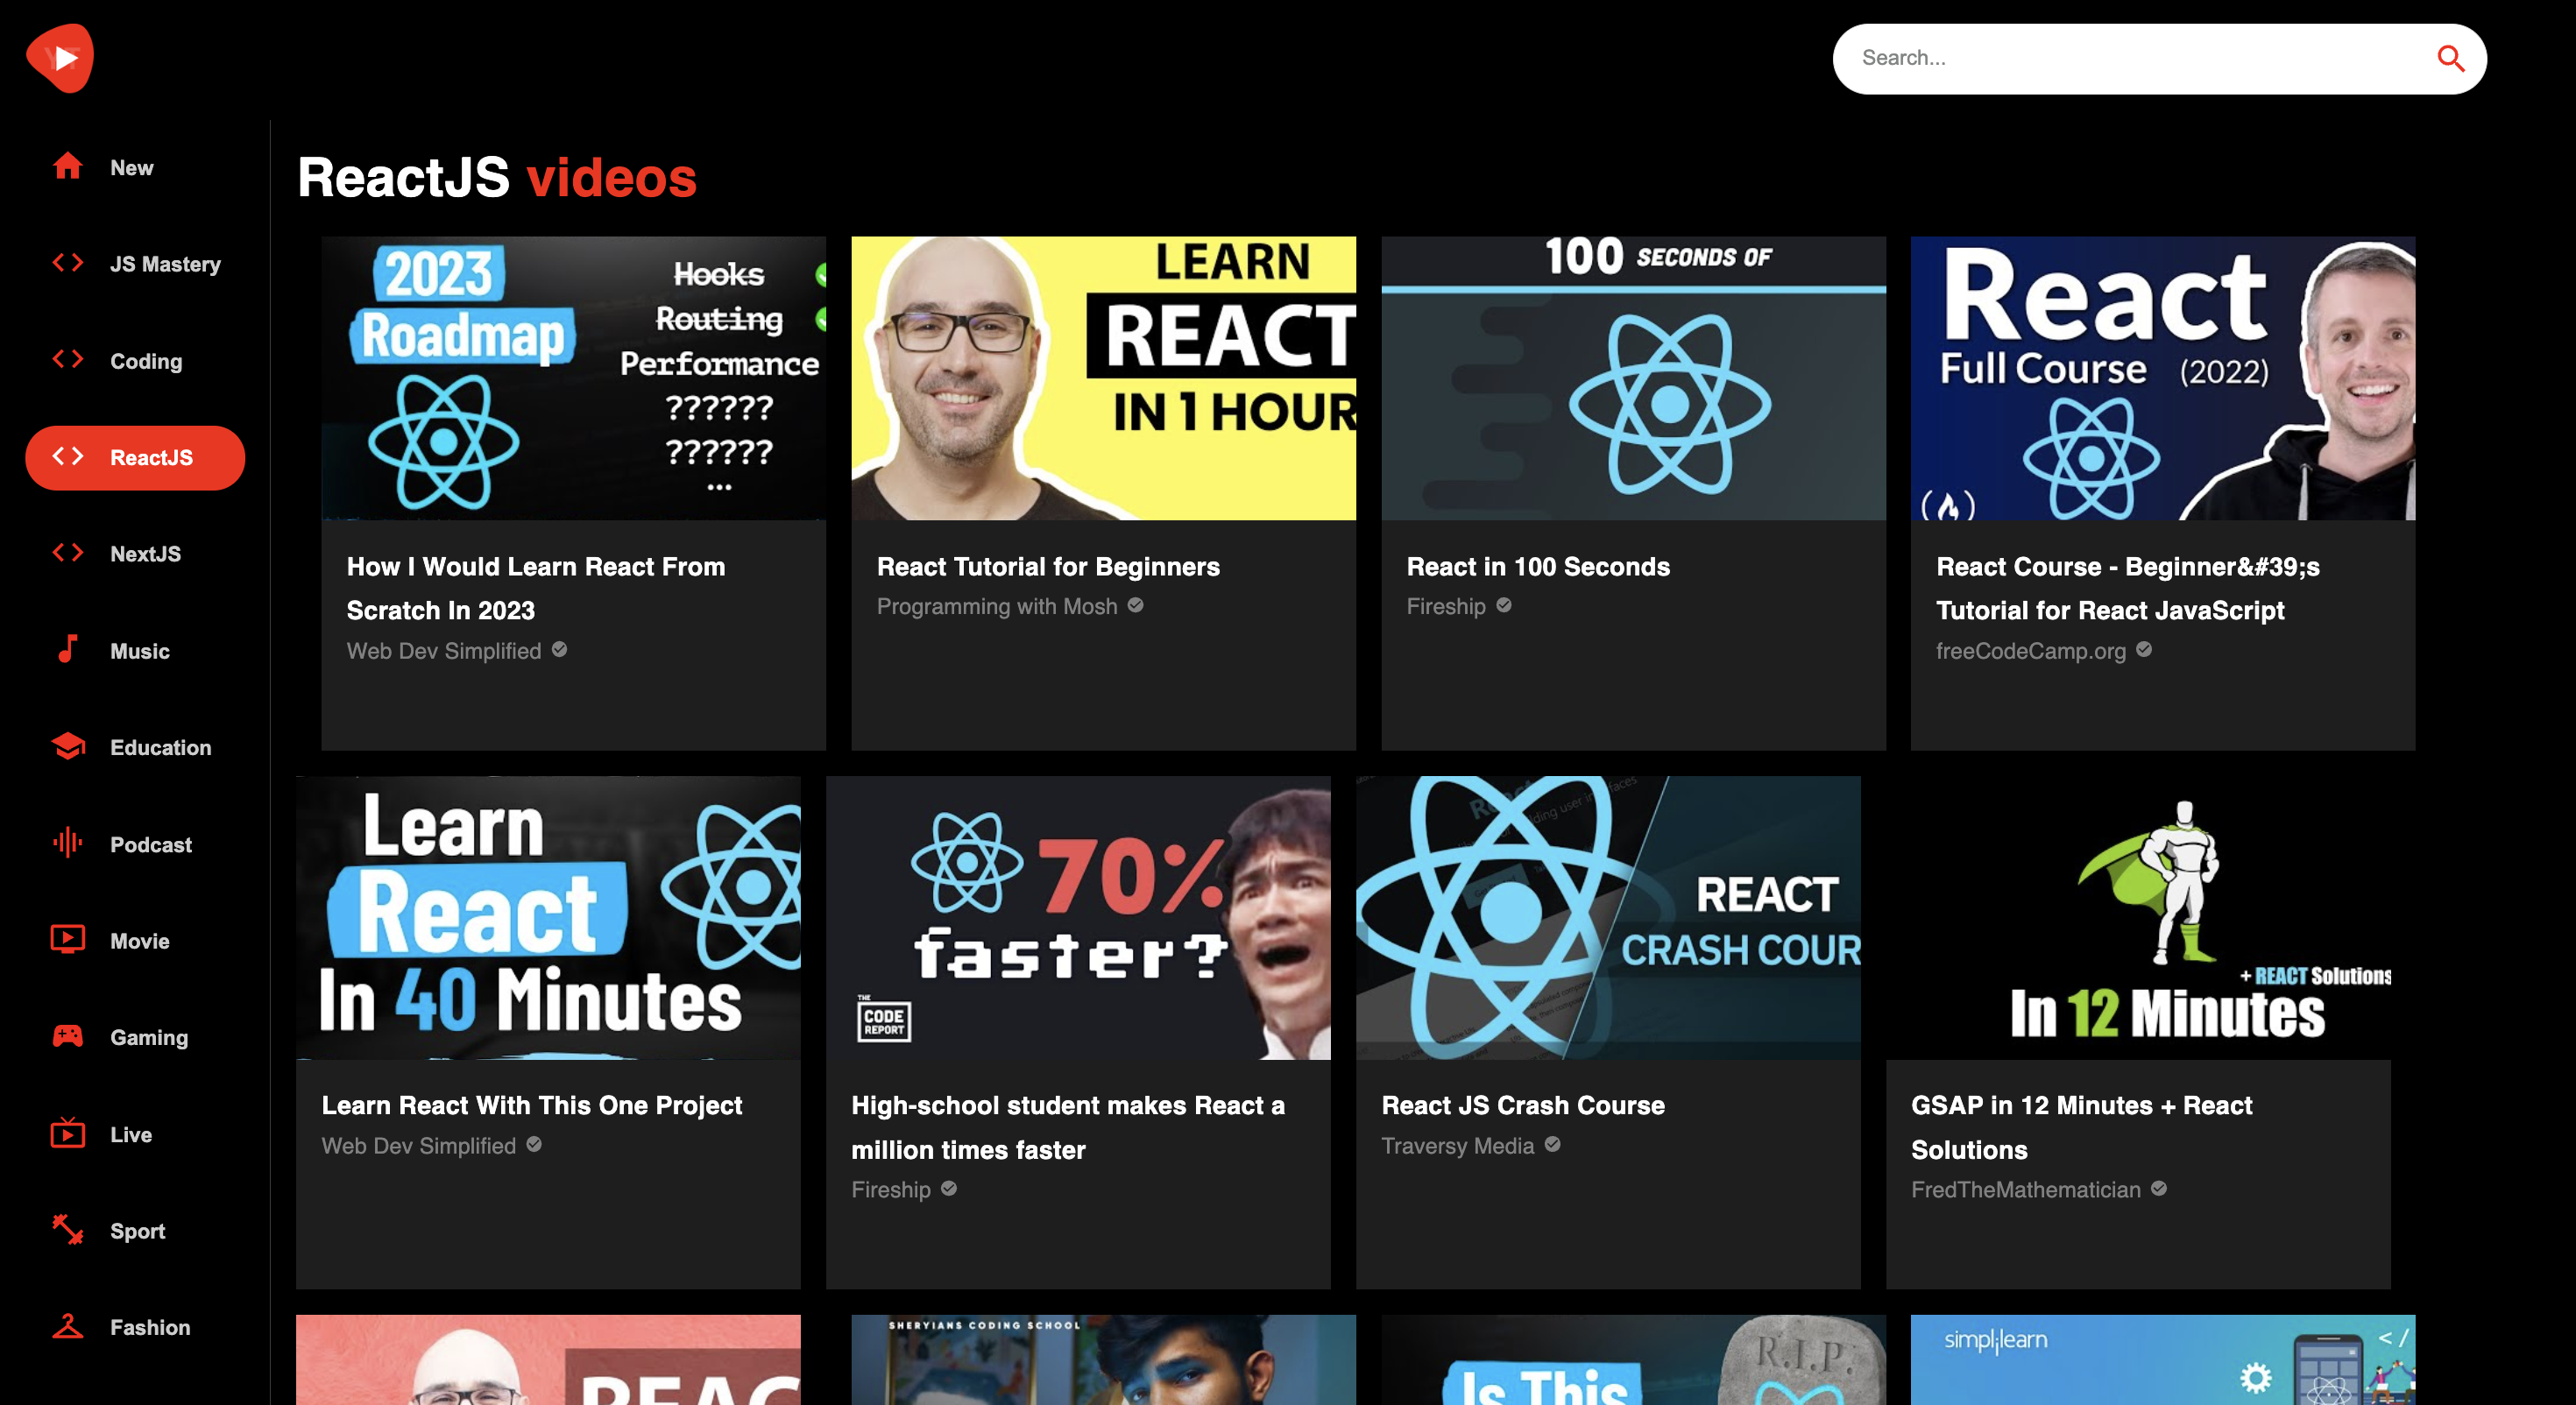 Search...
New
JS Mastery
Coding
ReactJS
NextJS
Music
Education
Podcast
Movie
Gaming
Live
Sport
Fashion
ReactJS videos
2023
Roadmap
Hooks
Routing
Performance
??????
??????
...
LEARN
REACT
IN 1 HOUR
100 SECONDS OF
React
Full Course (2022)
How I Would Learn React From
Scratch In 2023
Web Dev Simplified
React Tutorial for Beginners
Programming with Mosh
React in 100 Seconds
Fireship
React Course - Beginner&#39;s
Tutorial for React JavaScript
freeCodeCamp.org
Learn
React
In 40 Minutes
70%
faster?
THE
CODE
REPORT
REACT
CRASH COUR
+ REACT Solutions
In 12 Minutes
Learn React With This One Project
Web Dev Simplified
High-school student makes React a
million times faster
Fireship
React JS Crash Course
Traversy Media
GSAP in 12 Minutes + React
Solutions
FredTheMathematician
REAC
SHERYIANS CODING SCHOOL
Is This
R.I.P.
simplilearn
</